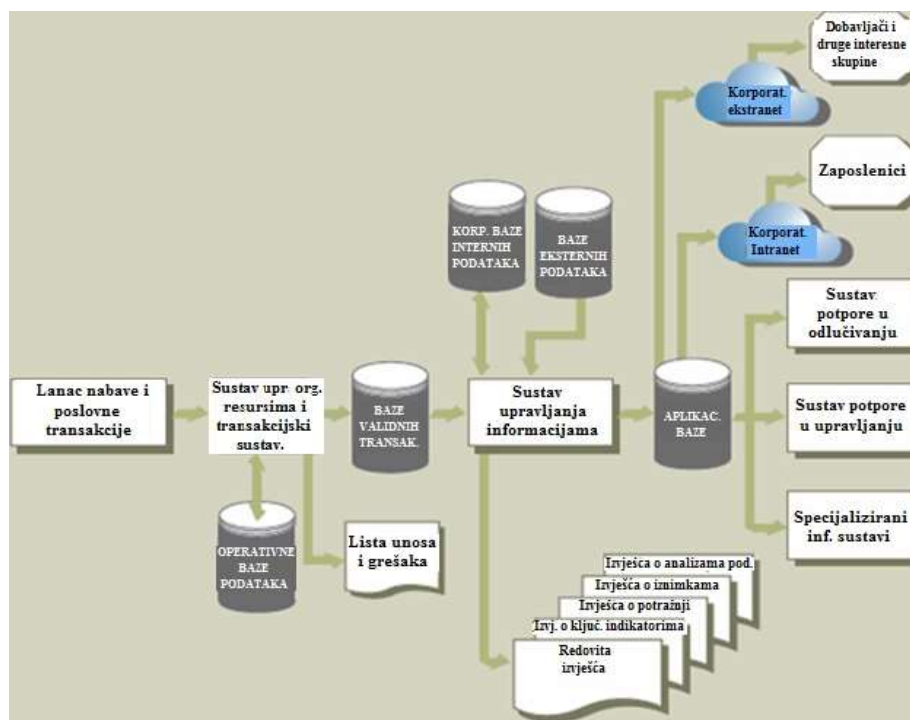 Dobavljači i
druge interesne
skupine
Korporat.
ekstranet
Zaposlenici
Korporat.
Intranet
KORP. BAZE
INTERNIH
PODATAKA
BAZE
EKSTERNIH
PODATAKA
Sustav
potpore u
odlučivanju
Lanac nabave i
poslovne
transakcije
Sustav upr. org.
resursima i
transakcijski
sustav.
BAZE
VALIDNIH
TRANSAK.
Sustav
upravljanja
informacijama
APLIKAC.
BAZE
Sustav potpore
u upravljanju
OPERATIVNE
BAZE
PODATAKA
Lista unosa
i grešaka
Specijalizirani
inf. sustavi
Izvješća o analizama pod.
Izvješća o iznimkama
Izvješća o potražnji
Izvj. o ključ. indikatorima
Redovita
izvješća